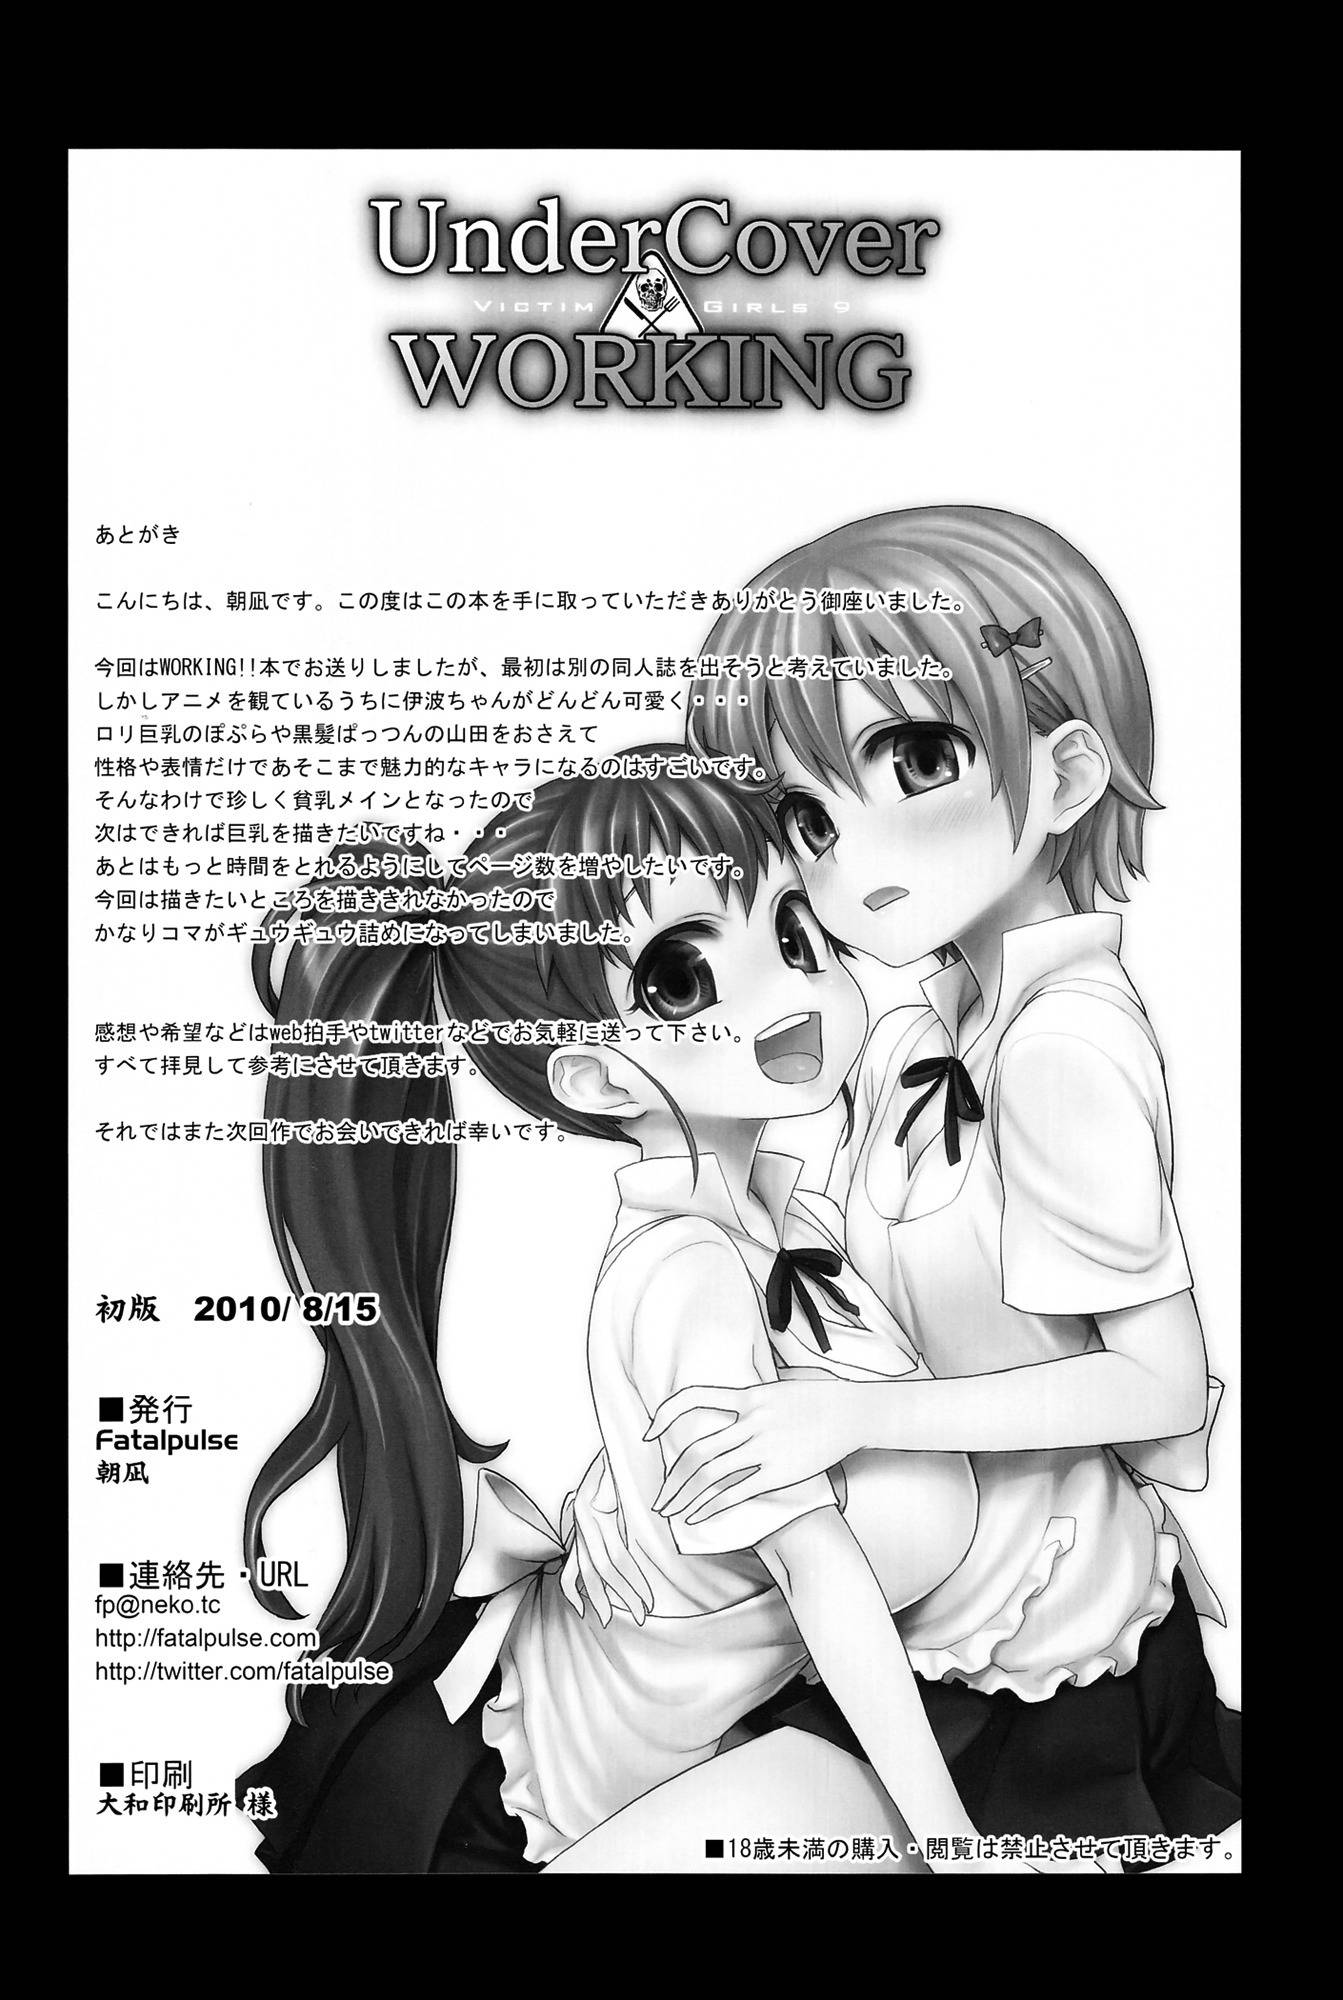 UnderCover
VICTIM GIRLS 9
WORKING
あとがき
こんにちは、朝凪です。この度はこの本を手に取っていただきありがとう御座いました。
今回はWORKING!!本でお送りしましたが、最初は別の同人誌を出そうと考えていました。
しかしアニメを観ているうちに伊波ちゃんがどんどん可愛く・・・
ロリ巨乳のぽぷらや黒髪ぱっつんの山田をおさえて
性格や表情だけであそこまで魅力的なキャラになるのはすごいです。
そんなわけで珍しく貧乳メインとなったので
次はできれば巨乳を描きたいですね・・・
あとはもっと時間をとれるようにしてページ数を増やしたいです。
今回は描きたいところを描ききれなかったので
かなりコマがギュウギュウ詰めになってしまいました。
感想や希望などはweb拍手やtwitterなどでお気軽に送って下さい。
すべて拝見して参考にさせて頂きます。
それではまた次回作でお会いできれば幸いです。
初版 2010/ 8/15
■発行
Fatalpulse
朝凪
■連絡先・URL
fp@neko.tc
http://fatalpulse.com
http://twitter.com/fatalpulse
■印刷
大和印刷所 様
■18歳未満の購入・閲覧は禁止させて頂きます。